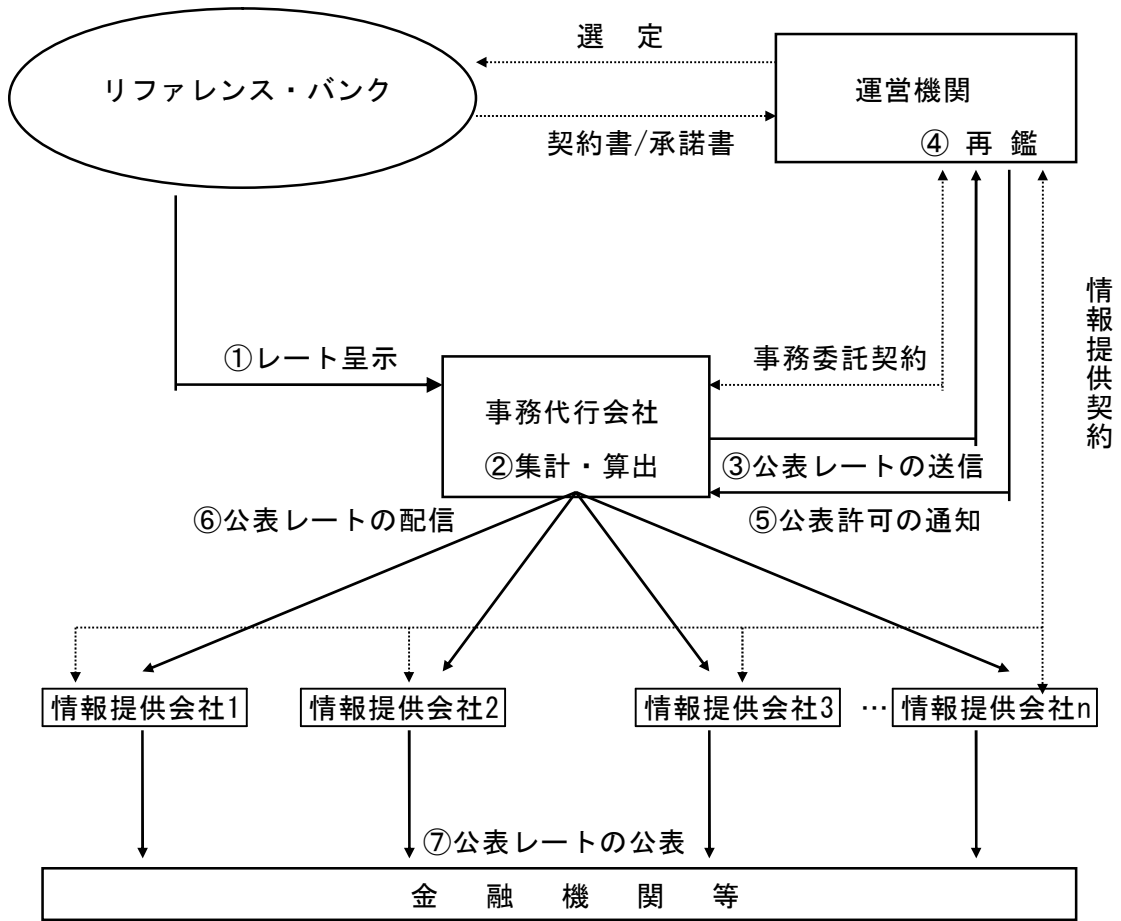 選　定
リファレンス・バンク
運営機関
契約書/承諾書
④ 再 鑑
情報提供契約
①レート呈示
事務委託契約
事務代行会社
②集計・算出
③公表レートの送信
⑥公表レートの配信
⑤公表許可の通知
情報提供会社1
情報提供会社2
情報提供会社3
…
情報提供会社n
⑦公表レートの公表
金　融　機　関　等